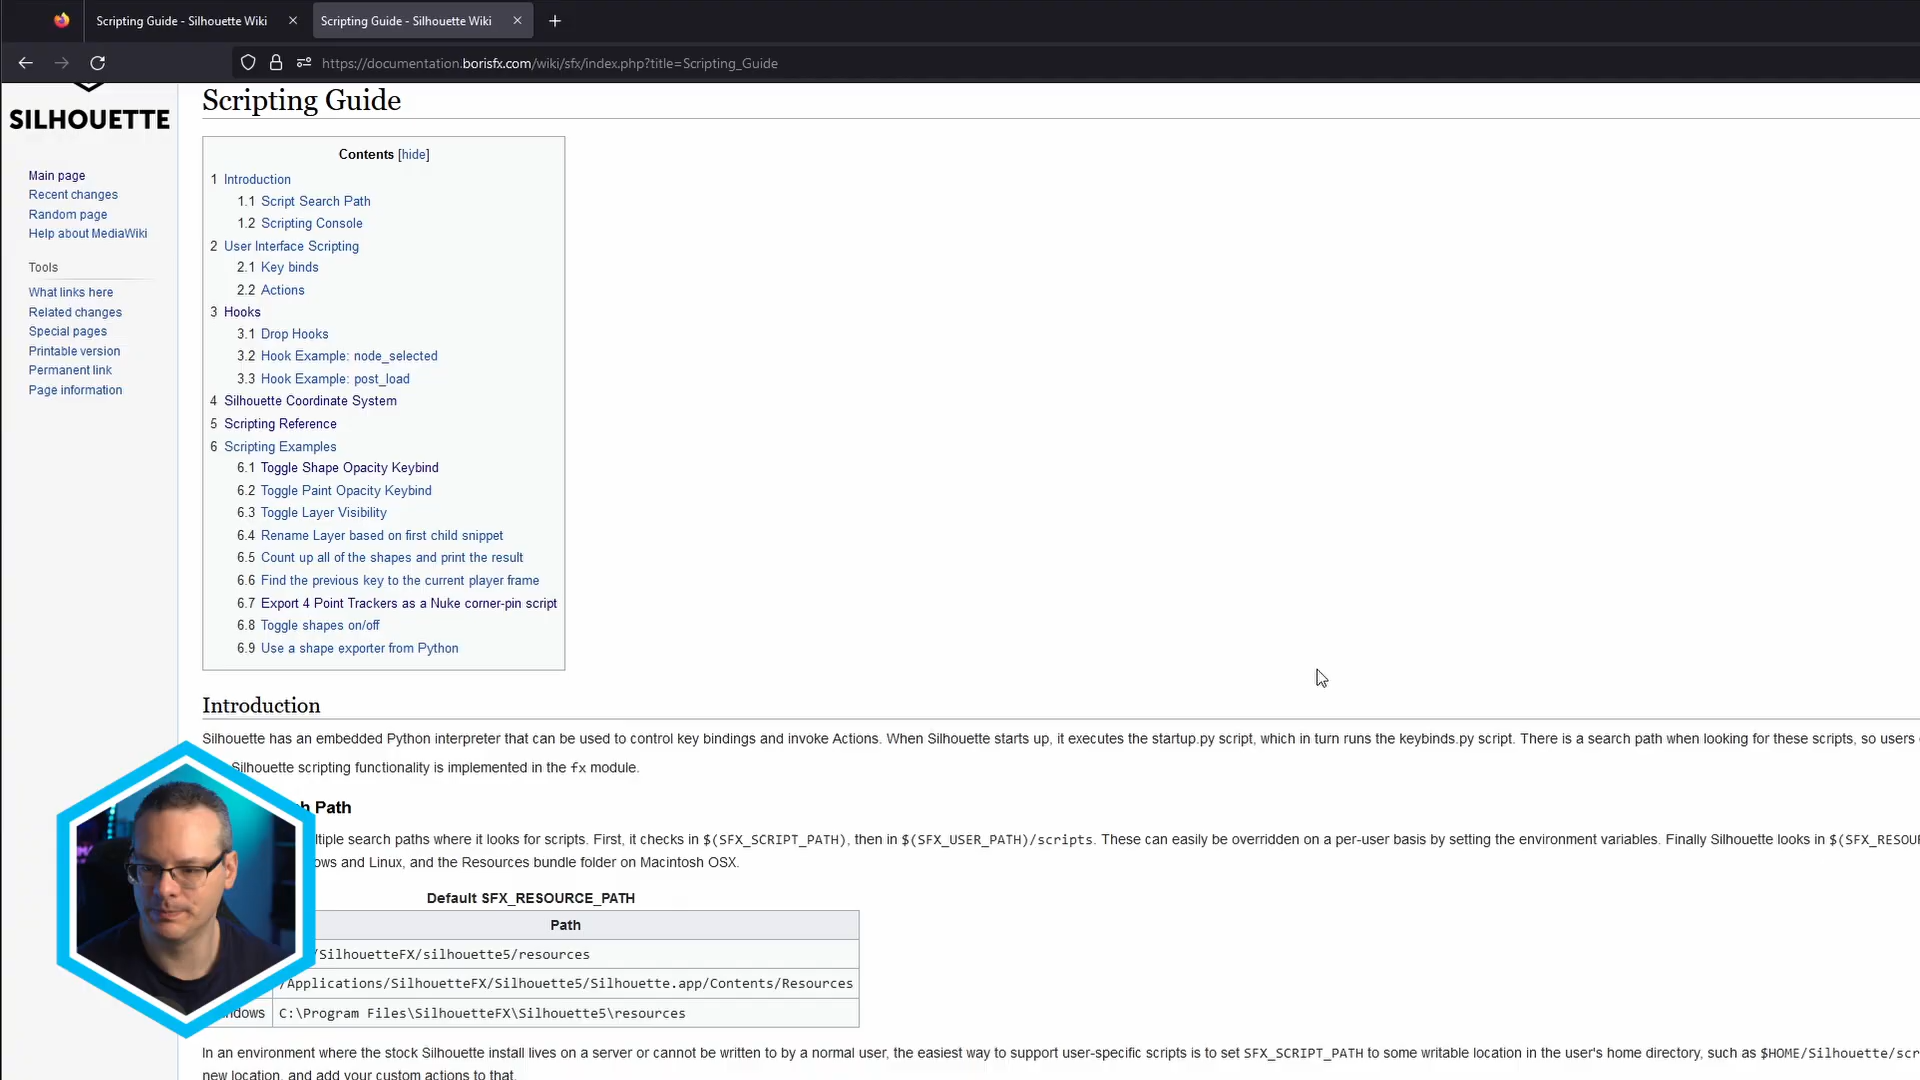 Scripting Guide - Silhouette Wiki
Scripting Guide - Silhouette Wiki
https://documentation.borisfx.com/wiki/sfx/index.php?title=Scripting_Guide
SILHOUETTE
Main page
Recent changes
Random page
Help about MediaWiki
Tools
What links here
Related changes
Special pages
Printable version
Permanent link
Page information
Scripting Guide
Contents [hide]
1 Introduction
1.1 Script Search Path
1.2 Scripting Console
2 User Interface Scripting
2.1 Key binds
2.2 Actions
3 Hooks
3.1 Drop Hooks
3.2 Hook Example: node_selected
3.3 Hook Example: post_load
4 Silhouette Coordinate System
5 Scripting Reference
6 Scripting Examples
6.1 Toggle Shape Opacity Keybind
6.2 Toggle Paint Opacity Keybind
6.3 Toggle Layer Visibility
6.4 Rename Layer based on first child snippet
6.5 Count up all of the shapes and print the result
6.6 Find the previous key to the current player frame
6.7 Export 4 Point Trackers as a Nuke corner-pin script
6.8 Toggle shapes on/off
6.9 Use a shape exporter from Python
Introduction
Silhouette has an embedded Python interpreter that can be used to control key bindings and invoke Actions. When Silhouette starts up, it executes the startup.py script, which in turn runs the keybinds.py script. There is a search path when looking for these scripts, so users
Silhouette scripting functionality is implemented in the fx module.
Path
search paths where it looks for scripts. First, it checks in $(SFX_SCRIPT_PATH), then in $(SFX_USER_PATH)/scripts. These can easily be overridden on a per-user basis by setting the environment variables. Finally Silhouette looks in $(SFX_RESOU
and Linux, and the Resources bundle folder on Macintosh OSX.
Default SFX_RESOURCE_PATH
Path
/SilhouetteFX/silhouette5/resources
/Applications/SilhouetteFX/Silhouette5/Silhouette.app/Contents/Resources
C:\Program Files\SilhouetteFX\Silhouette5\resources
In an environment where the stock Silhouette install lives on a server or cannot be written to by a normal user, the easiest way to support user-specific scripts is to set SFX_SCRIPT_PATH to some writable location in the user's home directory, such as $HOME/Silhouette/scr
new location, and add your custom actions to that.